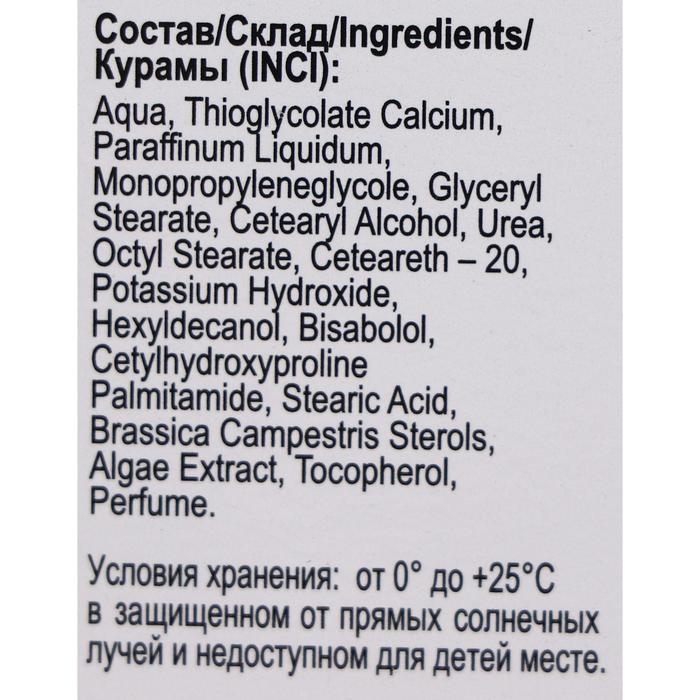 Состав/Склад/Ingredients/
Курамы (INCI):
Aqua, Thioglycolate Calcium,
Paraffinum Liquidum,
Monopropyleneglycole, Glyceryl
Stearate, Cetearyl Alcohol, Urea,
Octyl Stearate, Ceteareth – 20,
Potassium Hydroxide,
Hexyldecanol, Bisabolol,
Cetylhydroxyproline
Palmitamide, Stearic Acid,
Brassica Campestris Sterols,
Algae Extract, Tocopherol,
Perfume.
Условия хранения: от 0° до +25°С
в защищенном от прямых солнечных
лучей и недоступном для детей месте.